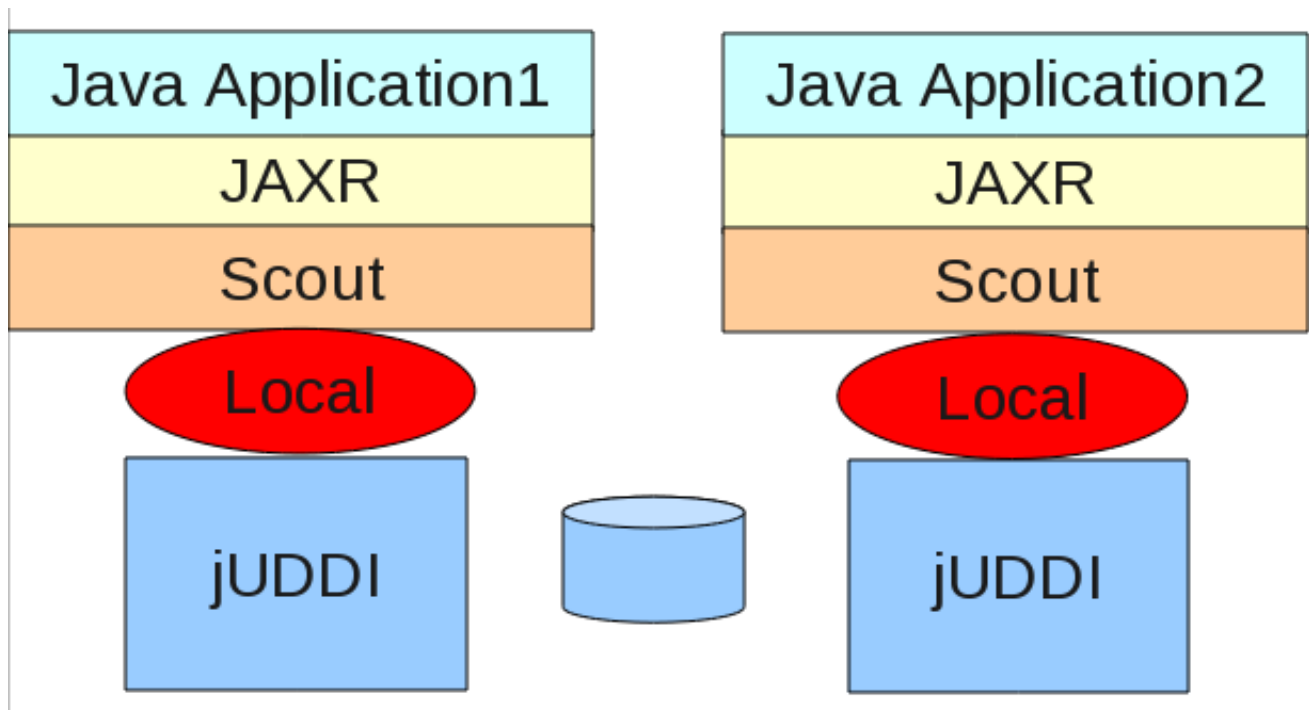 Java Application1
JAXR
Scout
Local
jUDDI
Java Application2
JAXR
Scout
Local
jUDDI